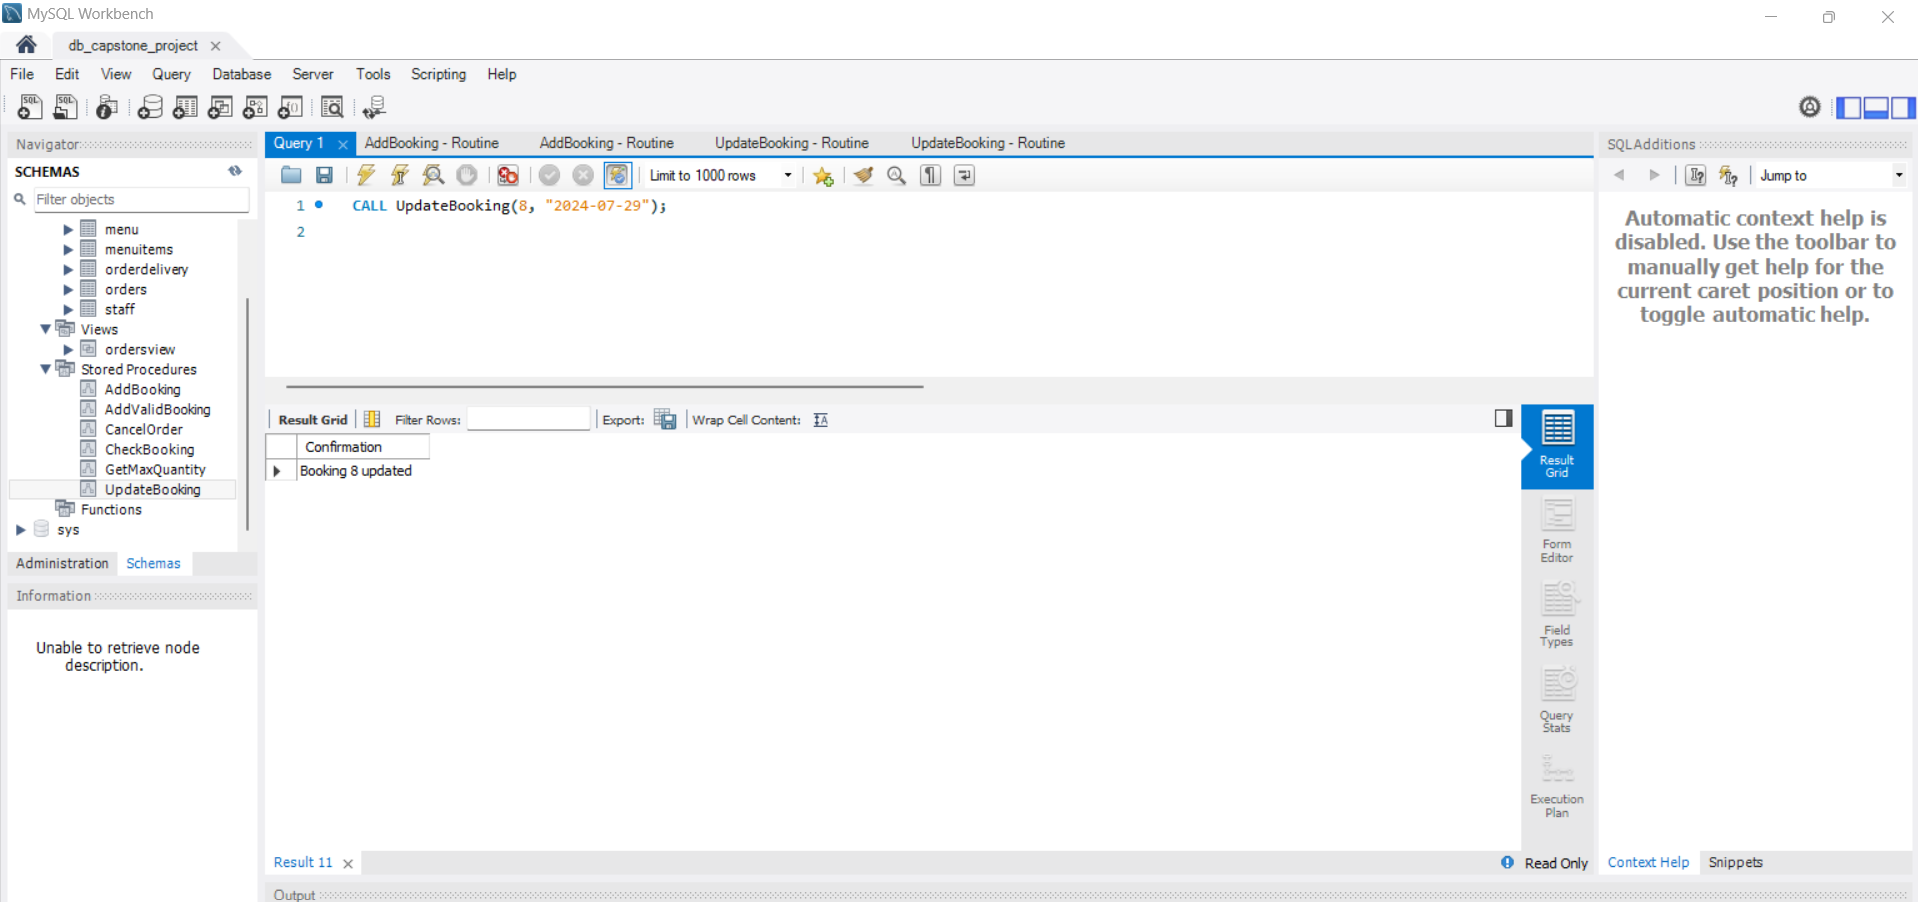 MySQL Workbench
db_capstone_project
File Edit View Query Database Server Tools Scripting Help
Navigator
SCHEMAS
Filter objects
menu
menuitems
orderdelivery
orders
staff
Views
ordersview
Stored Procedures
AddBooking
AddValidBooking
CancelOrder
CheckBooking
GetMaxQuantity
UpdateBooking
Functions
sys
Administration Schemas
Information
Unable to retrieve node
description.
Query 1 AddBooking - Routine AddBooking - Routine UpdateBooking - Routine UpdateBooking - Routine
Limit to 1000 rows
1 CALL UpdateBooking(8, "2024-07-29");
2
Result Grid Filter Rows: Export: Wrap Cell Content:
Confirmation
Booking 8 updated
Result
Grid
Form
Editor
Field
Types
Query
Stats
Execution
Plan
Result 11 Read Only
Output
SQLAdditions
Jump to
Automatic context help is
disabled. Use the toolbar to
manually get help for the
current caret position or to
toggle automatic help.
Context Help Snippets